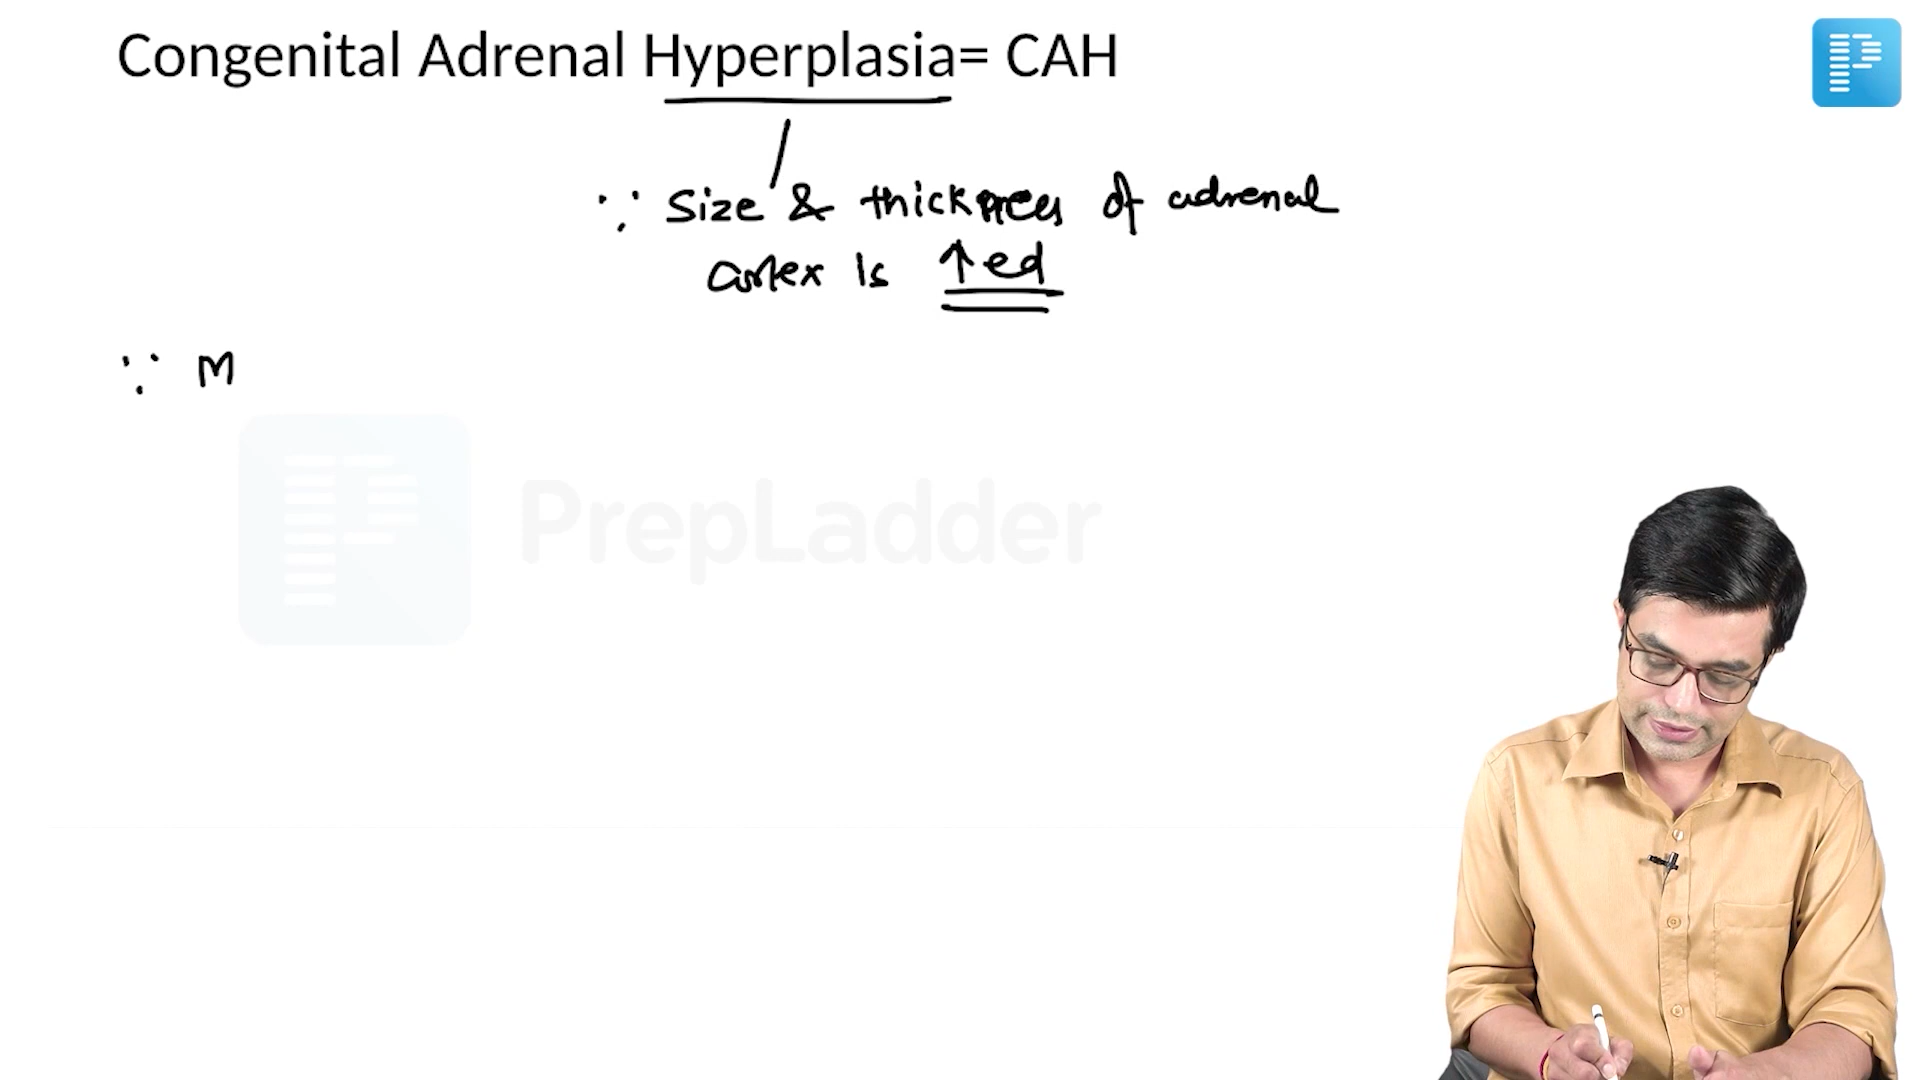 Congenital Adrenal Hyperplasia= CAH
∵ Size & thickness of adrenal
cortex is ↑ed
∵ M
PrepLadder